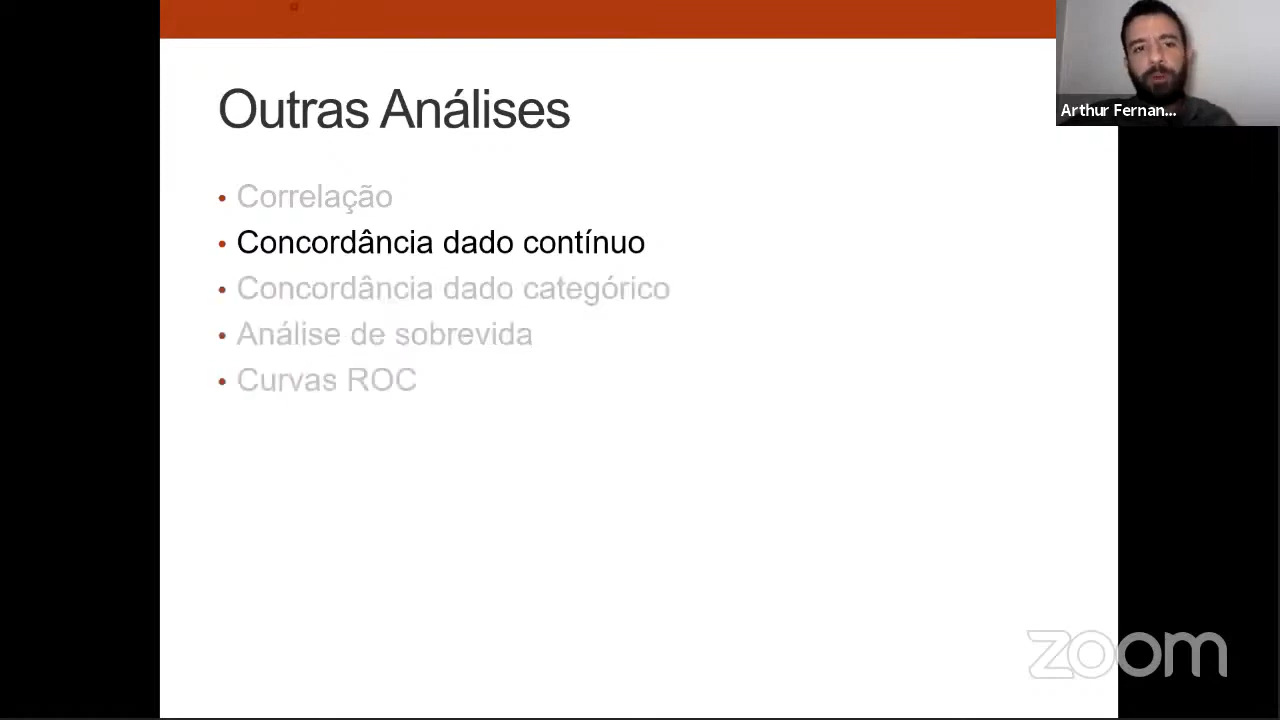 Outras Análises
Arthur Fernan...
• Correlação
• Concordância dado contínuo
• Concordância dado categórico
• Análise de sobrevida
• Curvas ROC
zoom